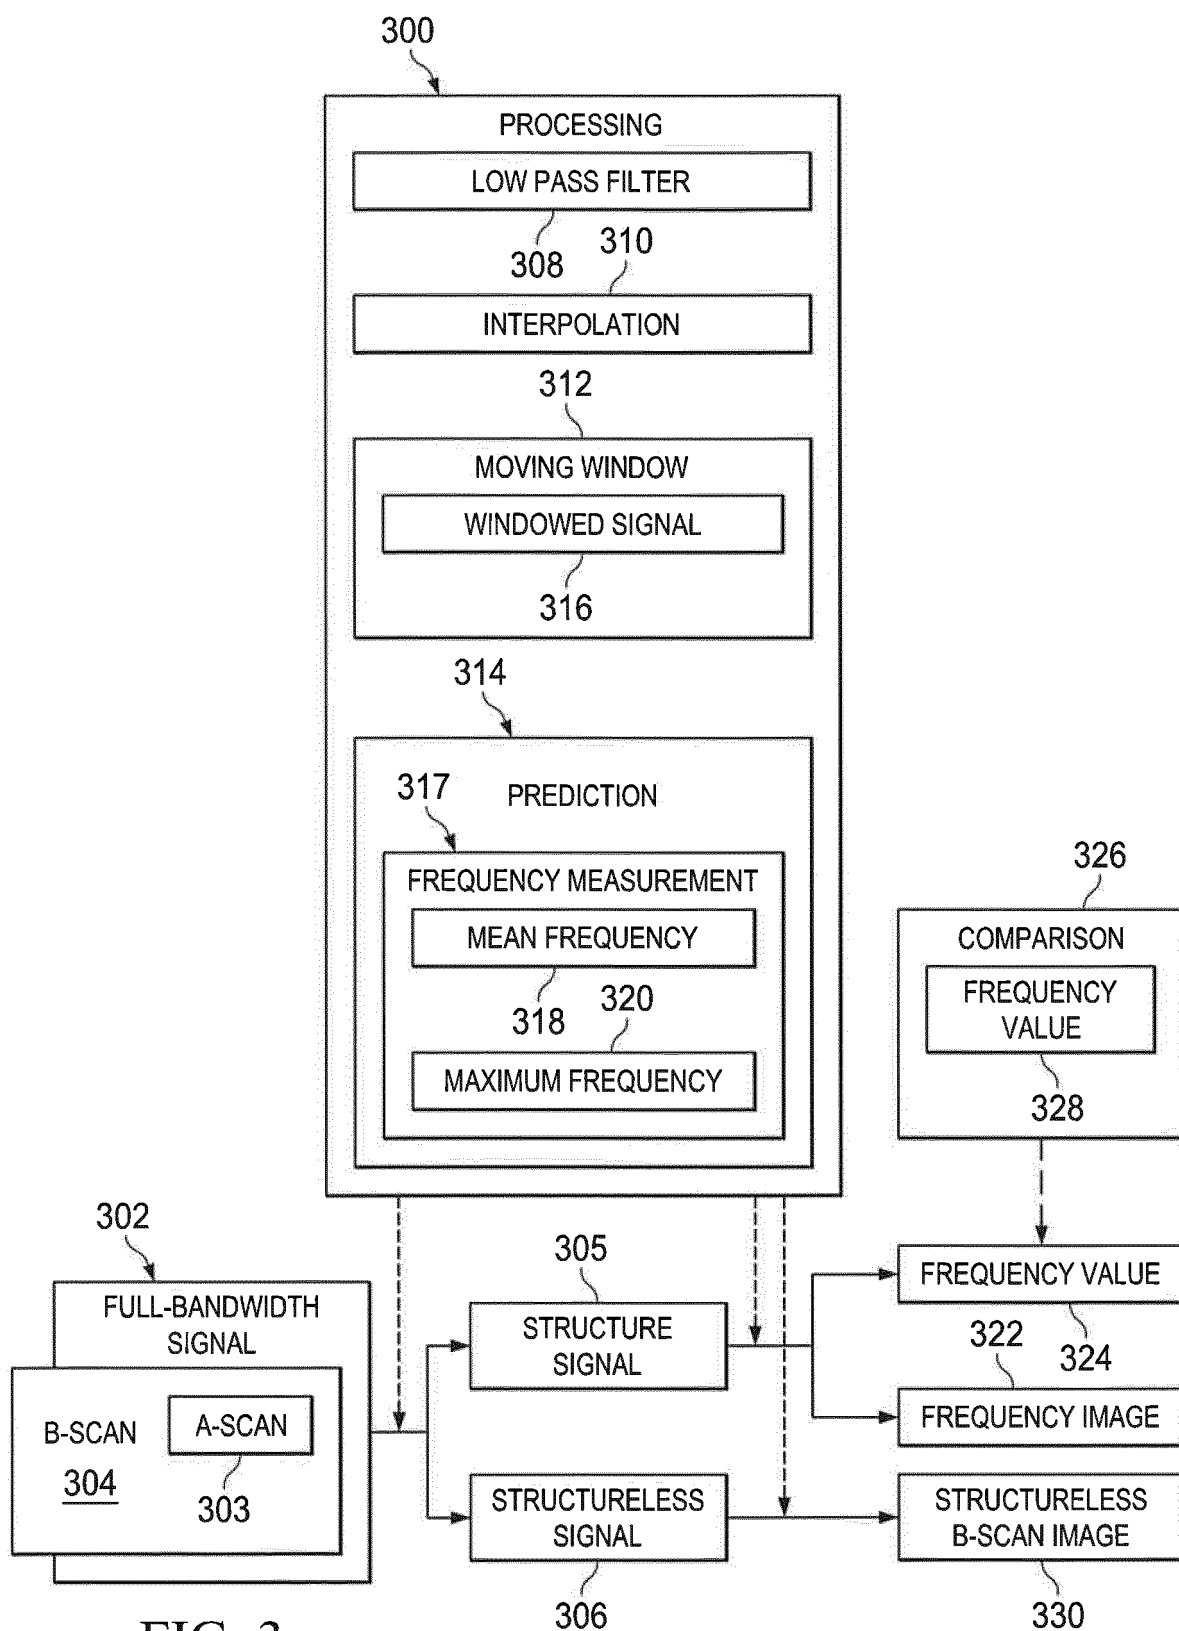 300
PROCESSING
LOW PASS FILTER
308
310
INTERPOLATION
312
MOVING WINDOW
WINDOWED SIGNAL
316
314
317
PREDICTION
FREQUENCY MEASUREMENT
MEAN FREQUENCY
318
320
MAXIMUM FREQUENCY
326
COMPARISON
FREQUENCY
VALUE
328
302
FULL-BANDWIDTH
SIGNAL
B-SCAN
304
A-SCAN
303
305
STRUCTURE
SIGNAL
STRUCTURELESS
SIGNAL
306
FREQUENCY VALUE
324
322
FREQUENCY IMAGE
STRUCTURELESS
B-SCAN IMAGE
330
FIG. 3